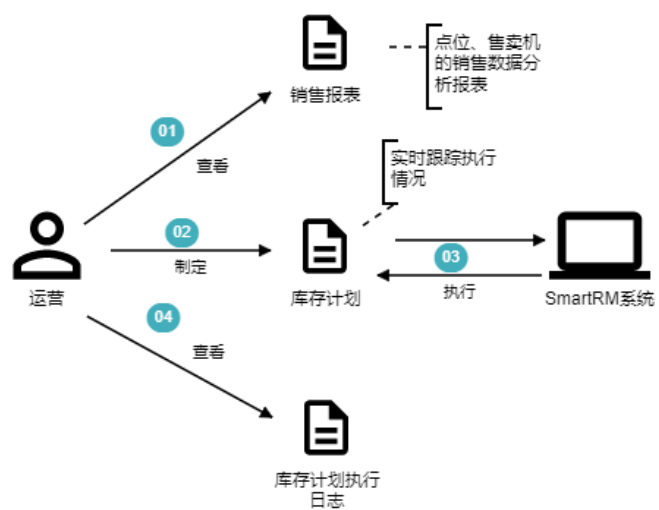 点位、售卖机
的销售数据分
析报表
销售报表
01
查看
实时跟踪执行
情况
02
制定
03
执行
运营
库存计划
SmartRM系统
04
查看
库存计划执行
日志